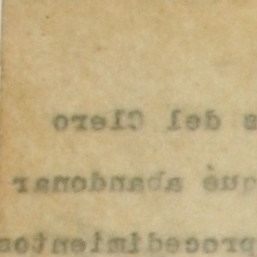 s del Clero
qué abandonar
procedimientos